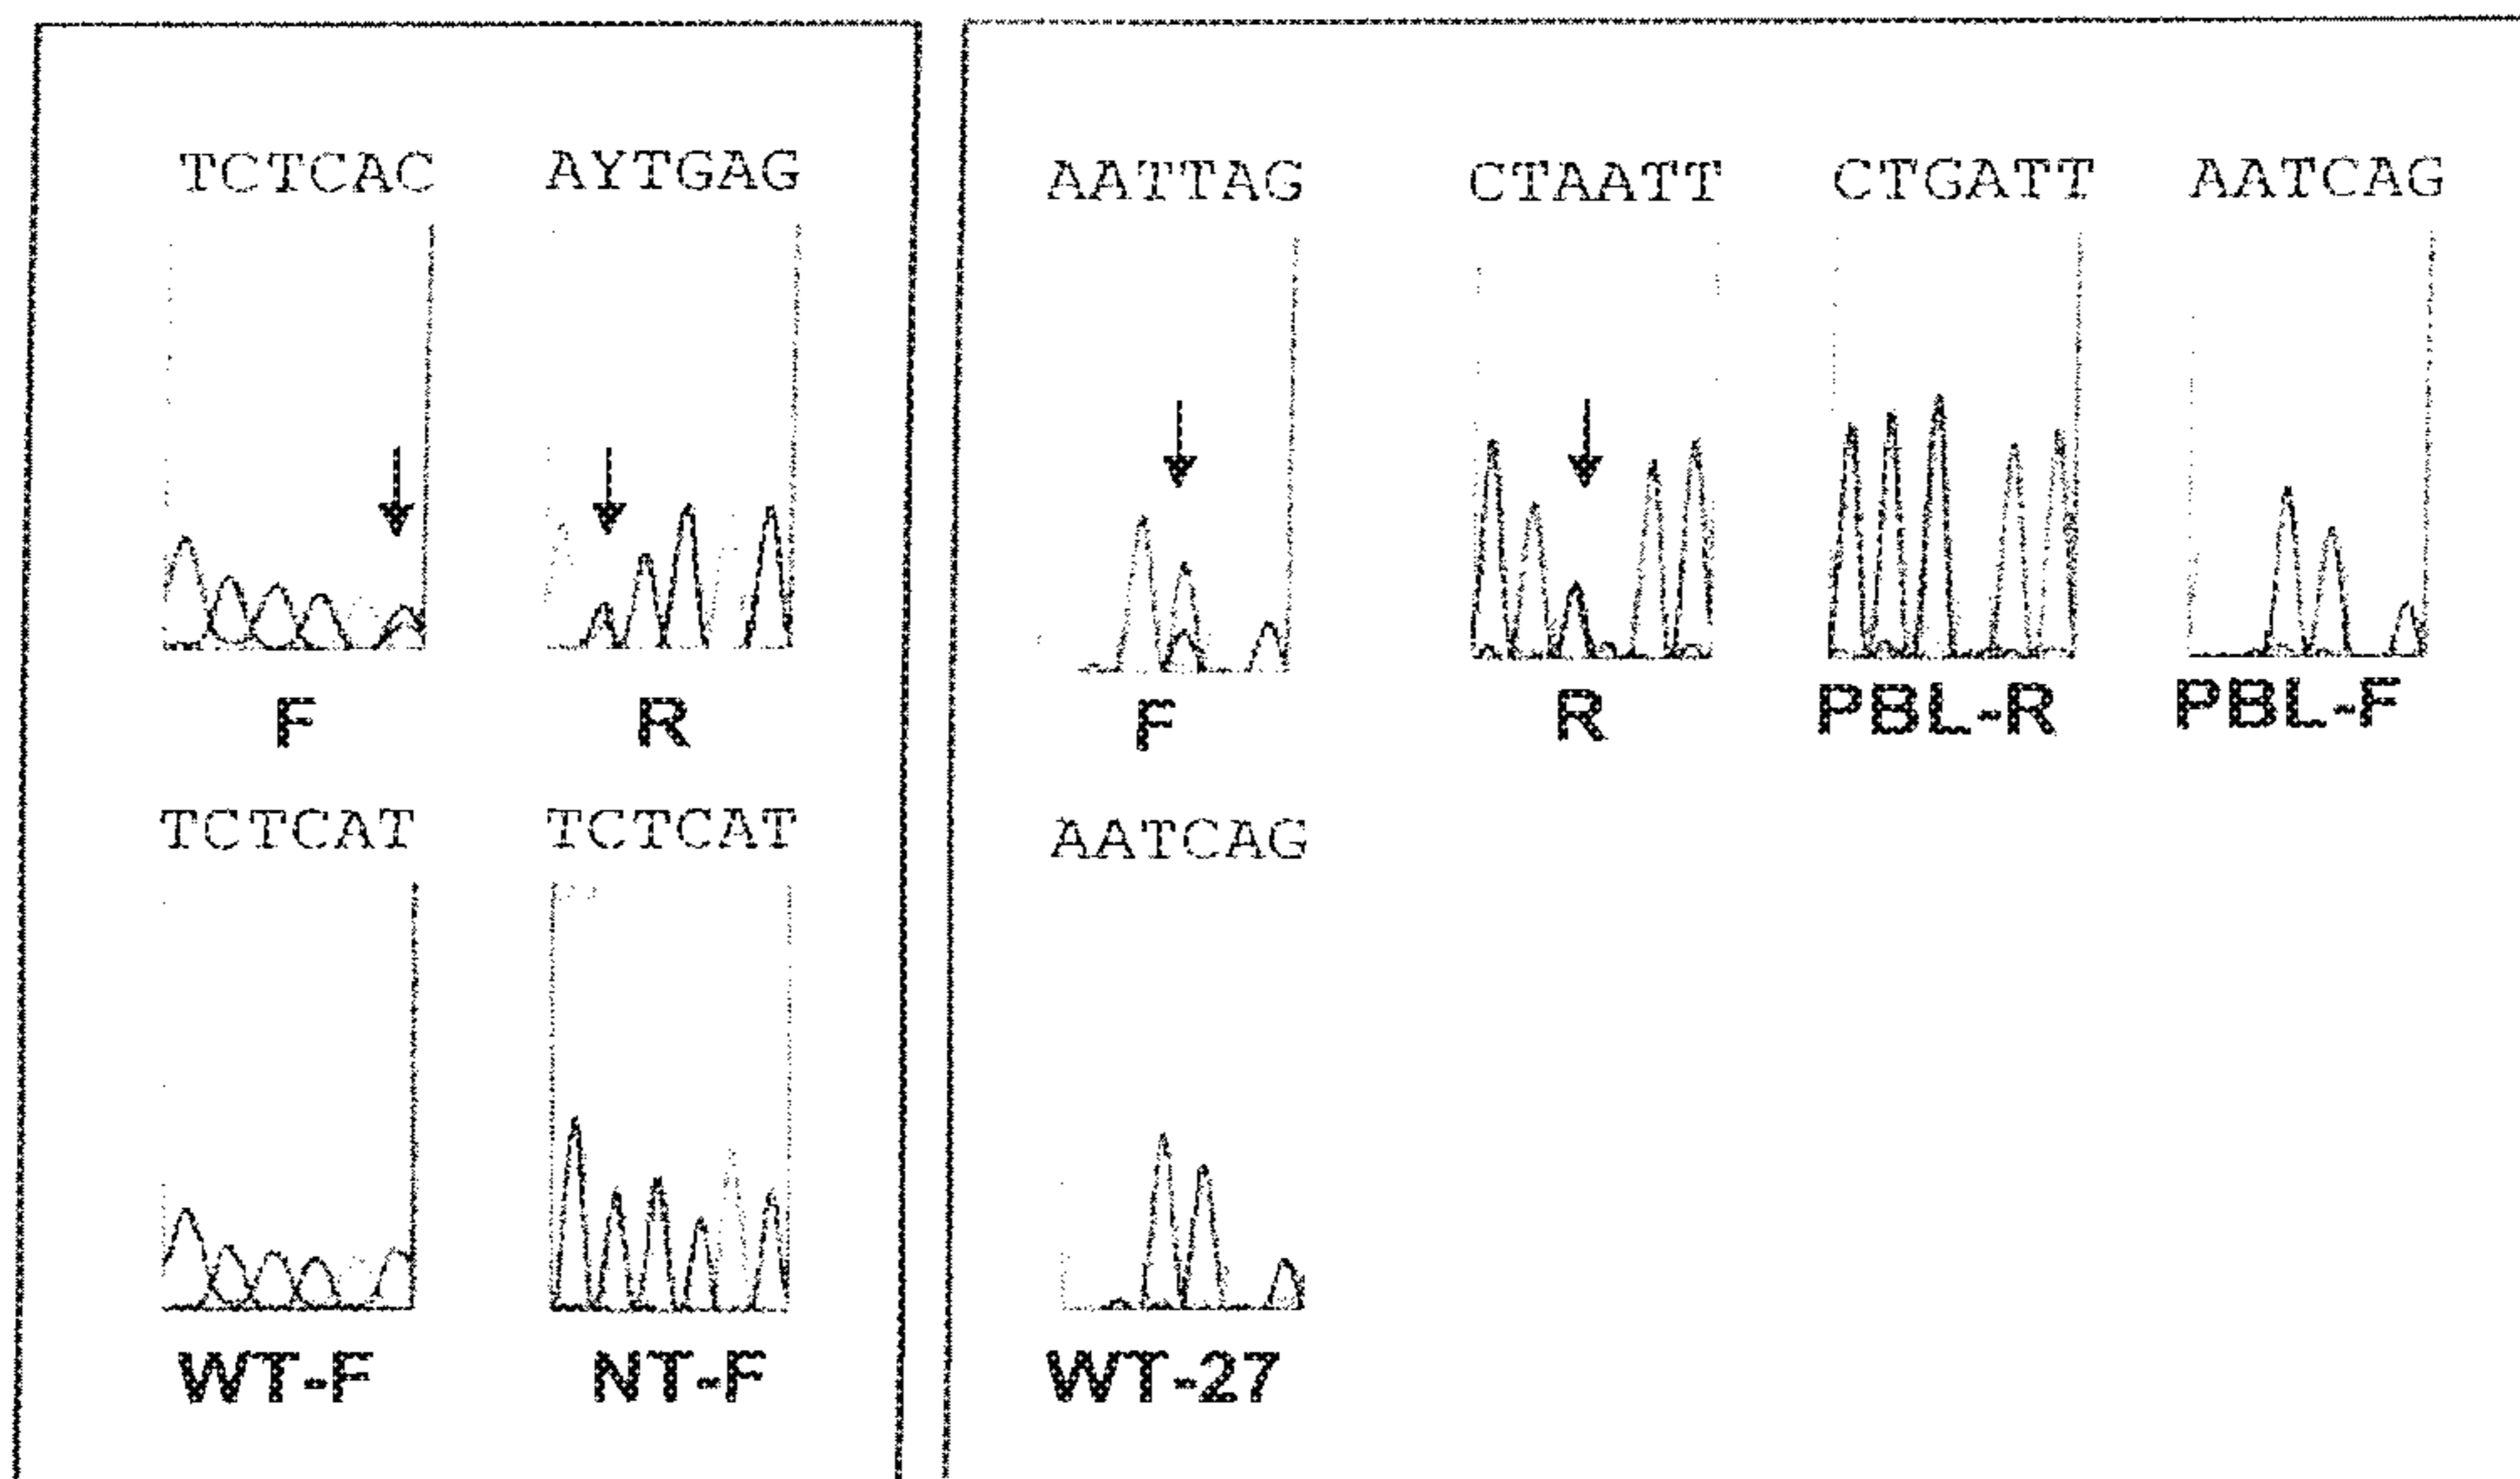 TCTCAC AYTGAG
F R
TCTCAT TCTCAT
WT-F NT-F
AATTAG CTAATT CTGATT AATCAG
F R PBL-R PBL-F
AATCAG
WT-27